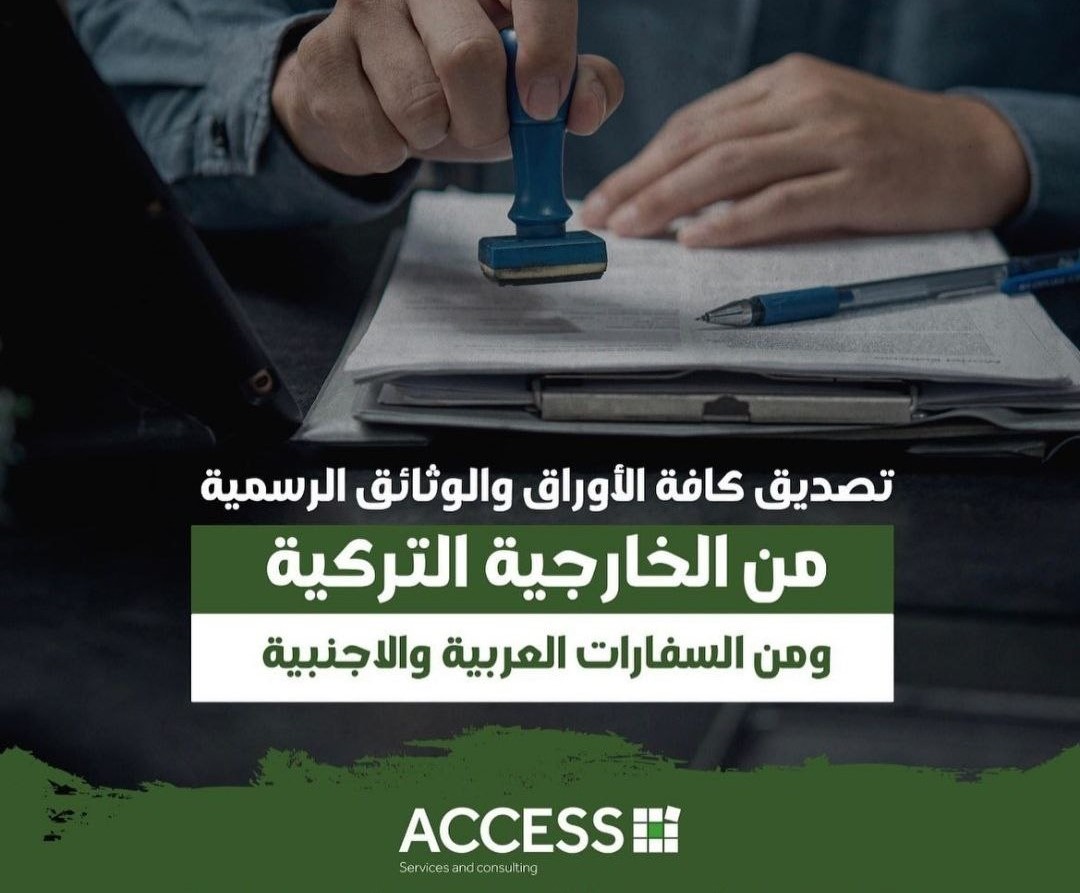 تصديق كافة الأوراق والوثائق الرسمية
من الخارجية التركية
ومن السفارات العربية والاجنبية
ACCESS
Services and consulting